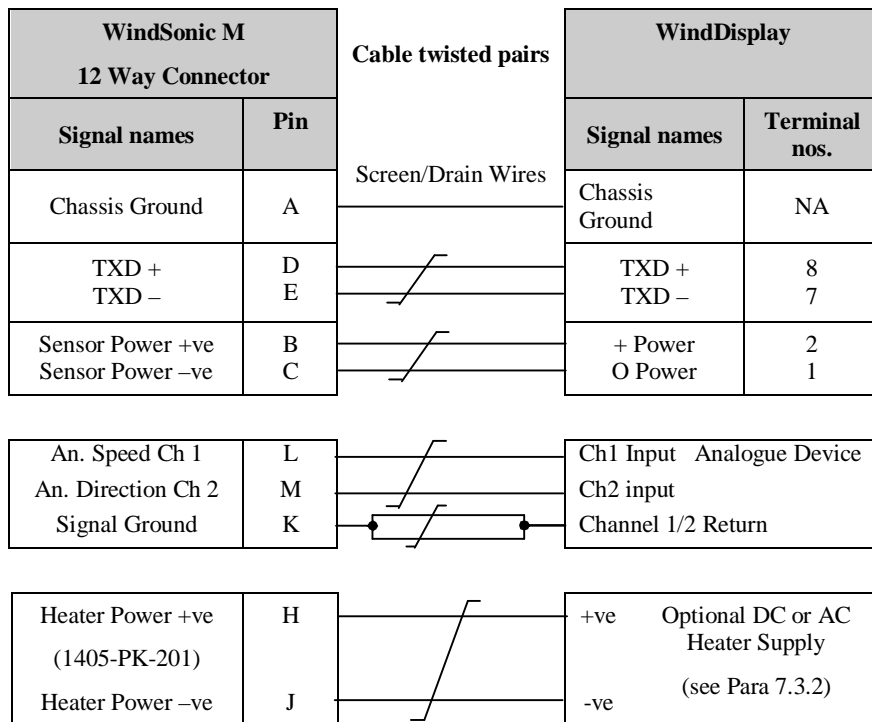 WindSonic M
12 Way Connector
Cable twisted pairs
WindDisplay
Signal names Pin
Signal names Terminal nos.
Screen/Drain Wires
Chassis Ground A Chassis Ground NA
TXD + D TXD + 8
TXD – E TXD – 7
Sensor Power +ve B + Power 2
Sensor Power –ve C O Power 1
An. Speed Ch 1 L Ch1 Input Analogue Device
An. Direction Ch 2 M Ch2 input
Signal Ground K Channel 1/2 Return
Heater Power +ve H +ve Optional DC or AC
Heater Supply
(1405-PK-201)
(see Para 7.3.2)
Heater Power –ve J -ve